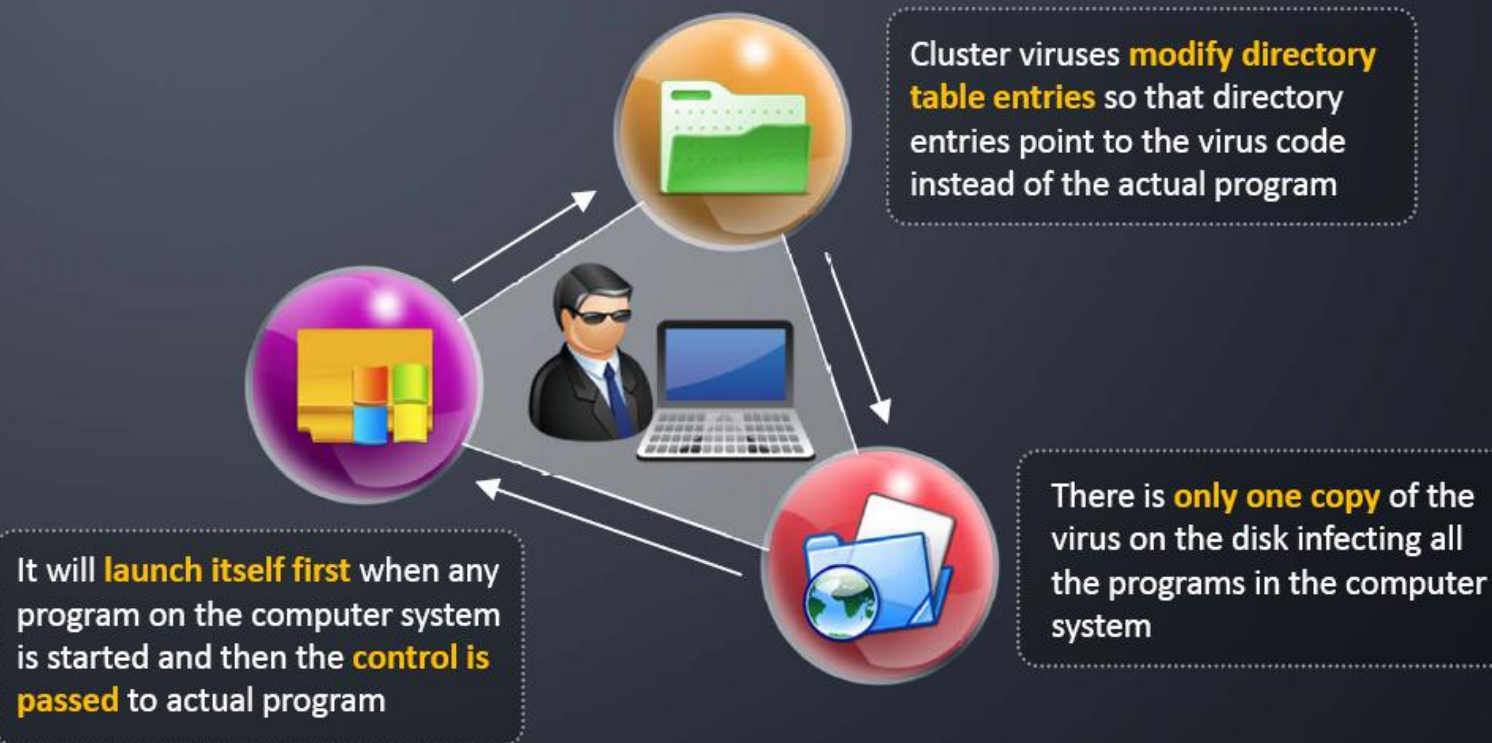 Cluster viruses modify directory
table entries so that directory
entries point to the virus code
instead of the actual program
There is only one copy of the
virus on the disk infecting all
the programs in the computer
system
It will launch itself first when any
program on the computer system
is started and then the control is
passed to actual program